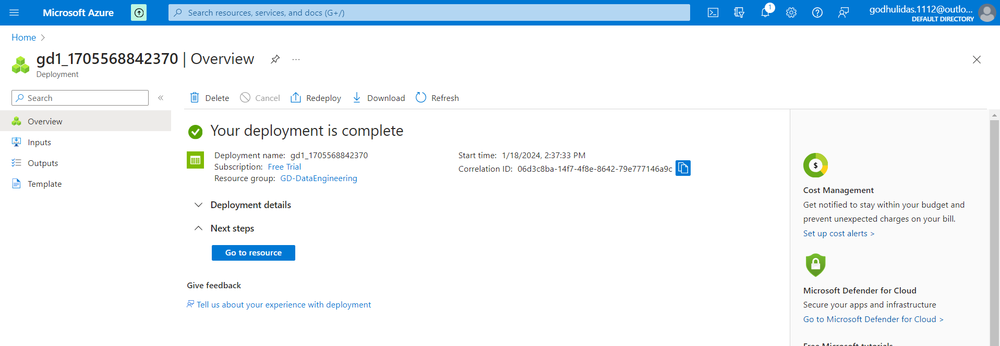 Microsoft Azure
Search resources, services, and docs (G+/)
1
godhulidas.1112@outlo...
DEFAULT DIRECTORY
Home
gd1_1705568842370 | Overview
...
Deployment
Search
«
Delete
Cancel
Redeploy
Download
Refresh
Overview
Inputs
Outputs
Template
Your deployment is complete
Deployment name: gd1_1705568842370
Subscription: Free Trial
Resource group: GD-DataEngineering
Start time: 1/18/2024, 2:37:33 PM
Correlation ID: 06d3c8ba-14f7-4f8e-8642-79e777146a9c
Deployment details
Next steps
Go to resource
Give feedback
Tell us about your experience with deployment
$
Cost Management
Get notified to stay within your budget and
prevent unexpected charges on your bill.
Set up cost alerts >
Microsoft Defender for Cloud
Secure your apps and infrastructure
Go to Microsoft Defender for Cloud >
Free Microsoft tutorials